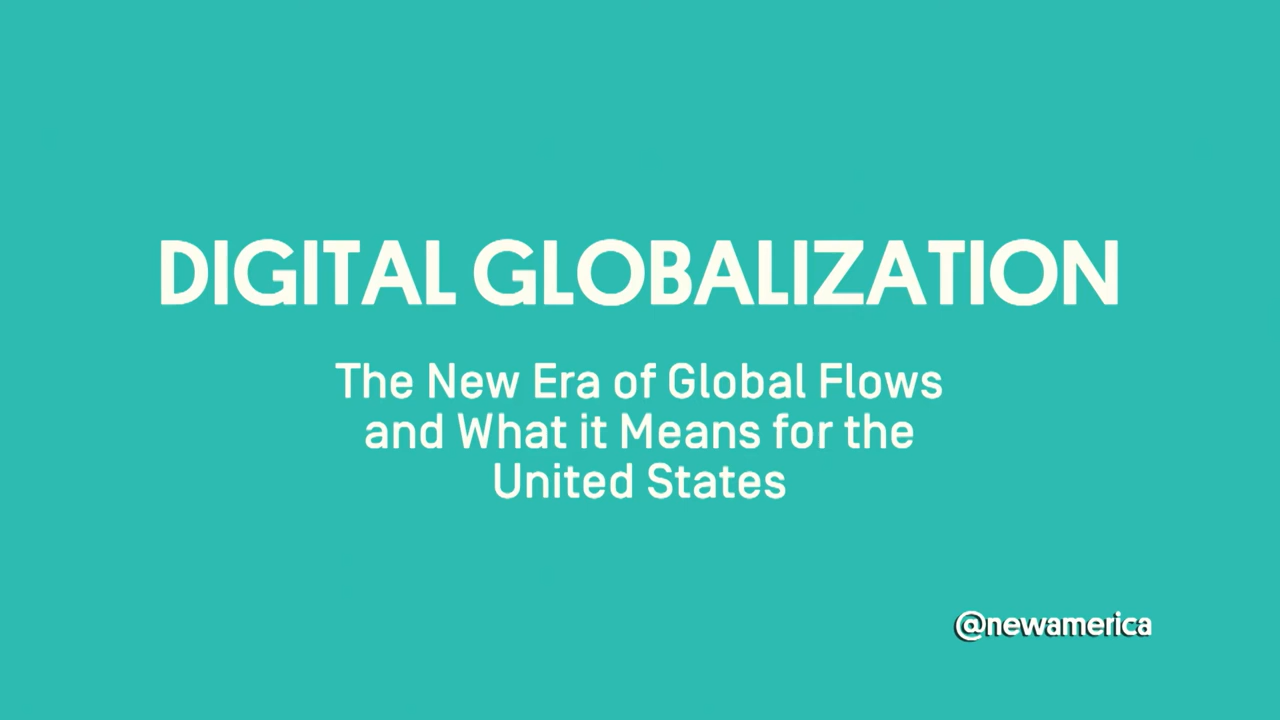 DIGITAL GLOBALIZATION
The New Era of Global Flows
and What it Means for the
United States
@newamerica